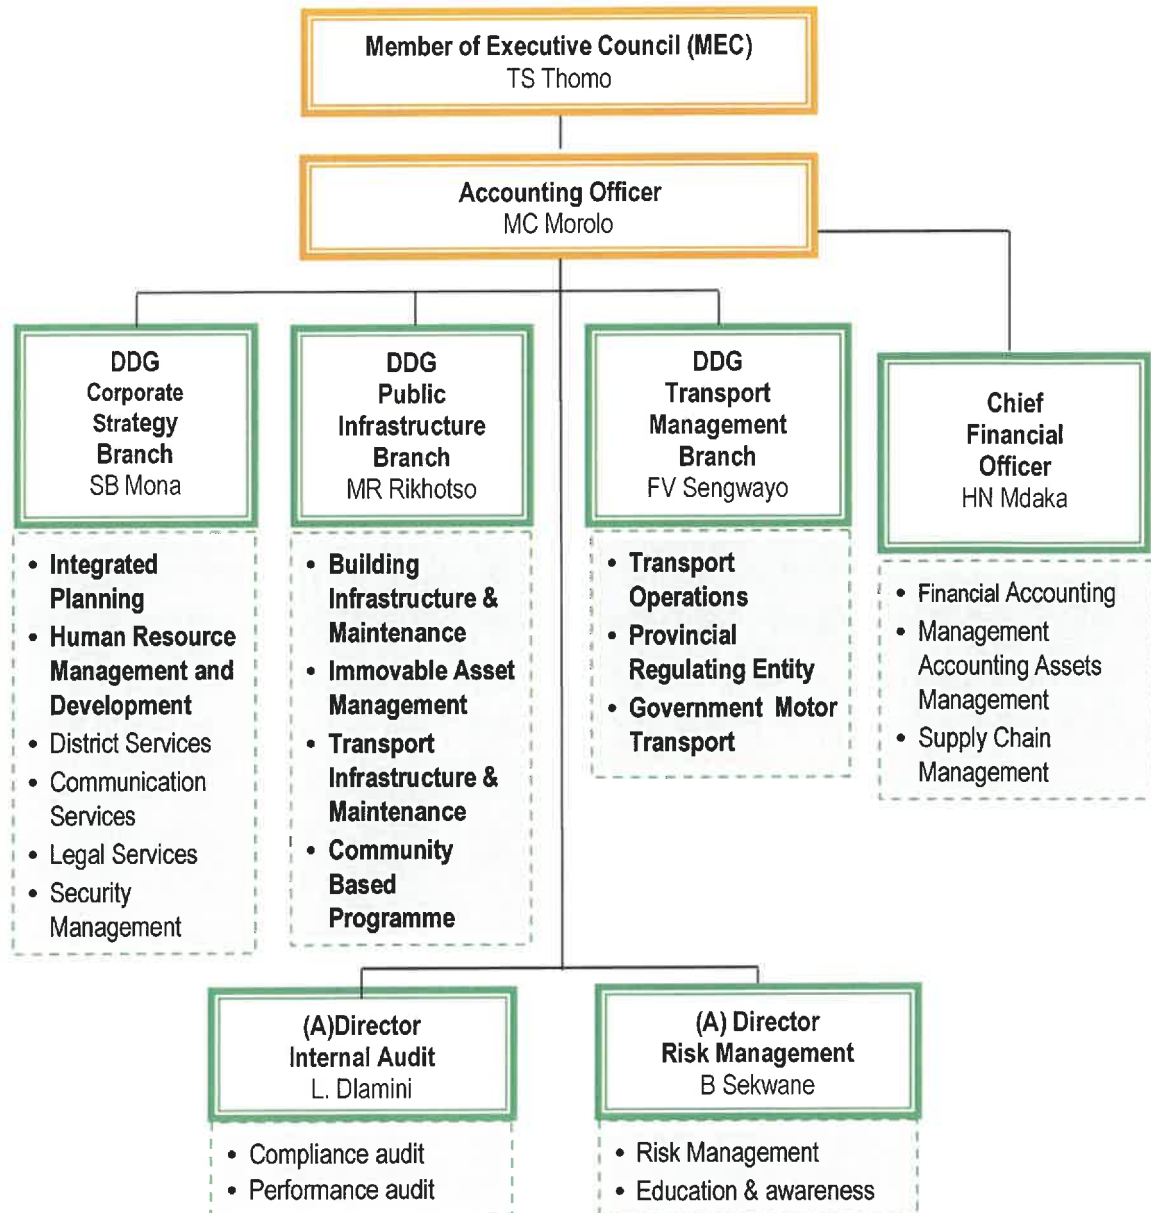 Member of Executive Council (MEC)
TS Thomo
Accounting Officer
MC Morolo
DDG
Corporate
Strategy
Branch
SB Mona
• Integrated
Planning
• Human Resource
Management and
Development
• District Services
• Communication
Services
• Legal Services
• Security
Management
DDG
Public
Infrastructure
Branch
MR Rikhotso
• Building
Infrastructure &
Maintenance
• Immovable Asset
Management
• Transport
Infrastructure &
Maintenance
• Community
Based
Programme
DDG
Transport
Management
Branch
FV Sengwayo
• Transport
Operations
• Provincial
Regulating Entity
• Government Motor
Transport
Chief
Financial
Officer
HN Mdaka
• Financial Accounting
• Management
Accounting Assets
Management
• Supply Chain
Management
(A)Director
Internal Audit
L. Dlamini
• Compliance audit
• Performance audit
(A) Director
Risk Management
B Sekwane
• Risk Management
• Education & awareness